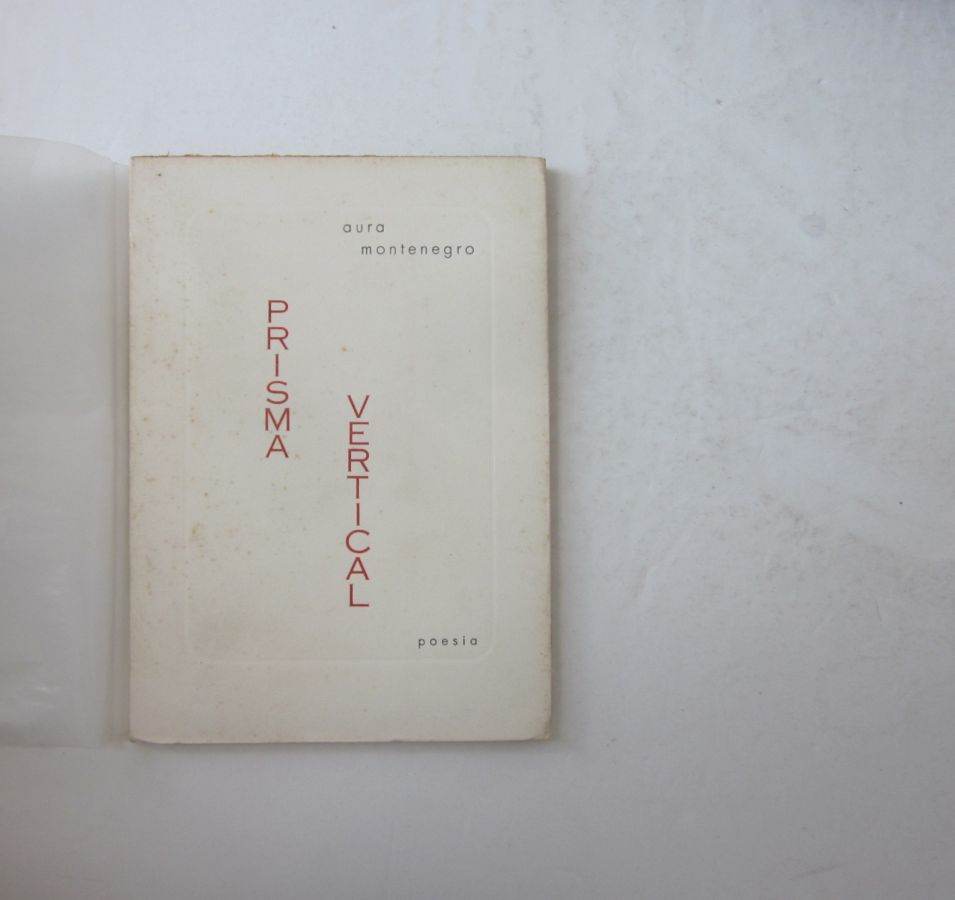 aura
montenegro
PRISMA
VERTICAL
poesia